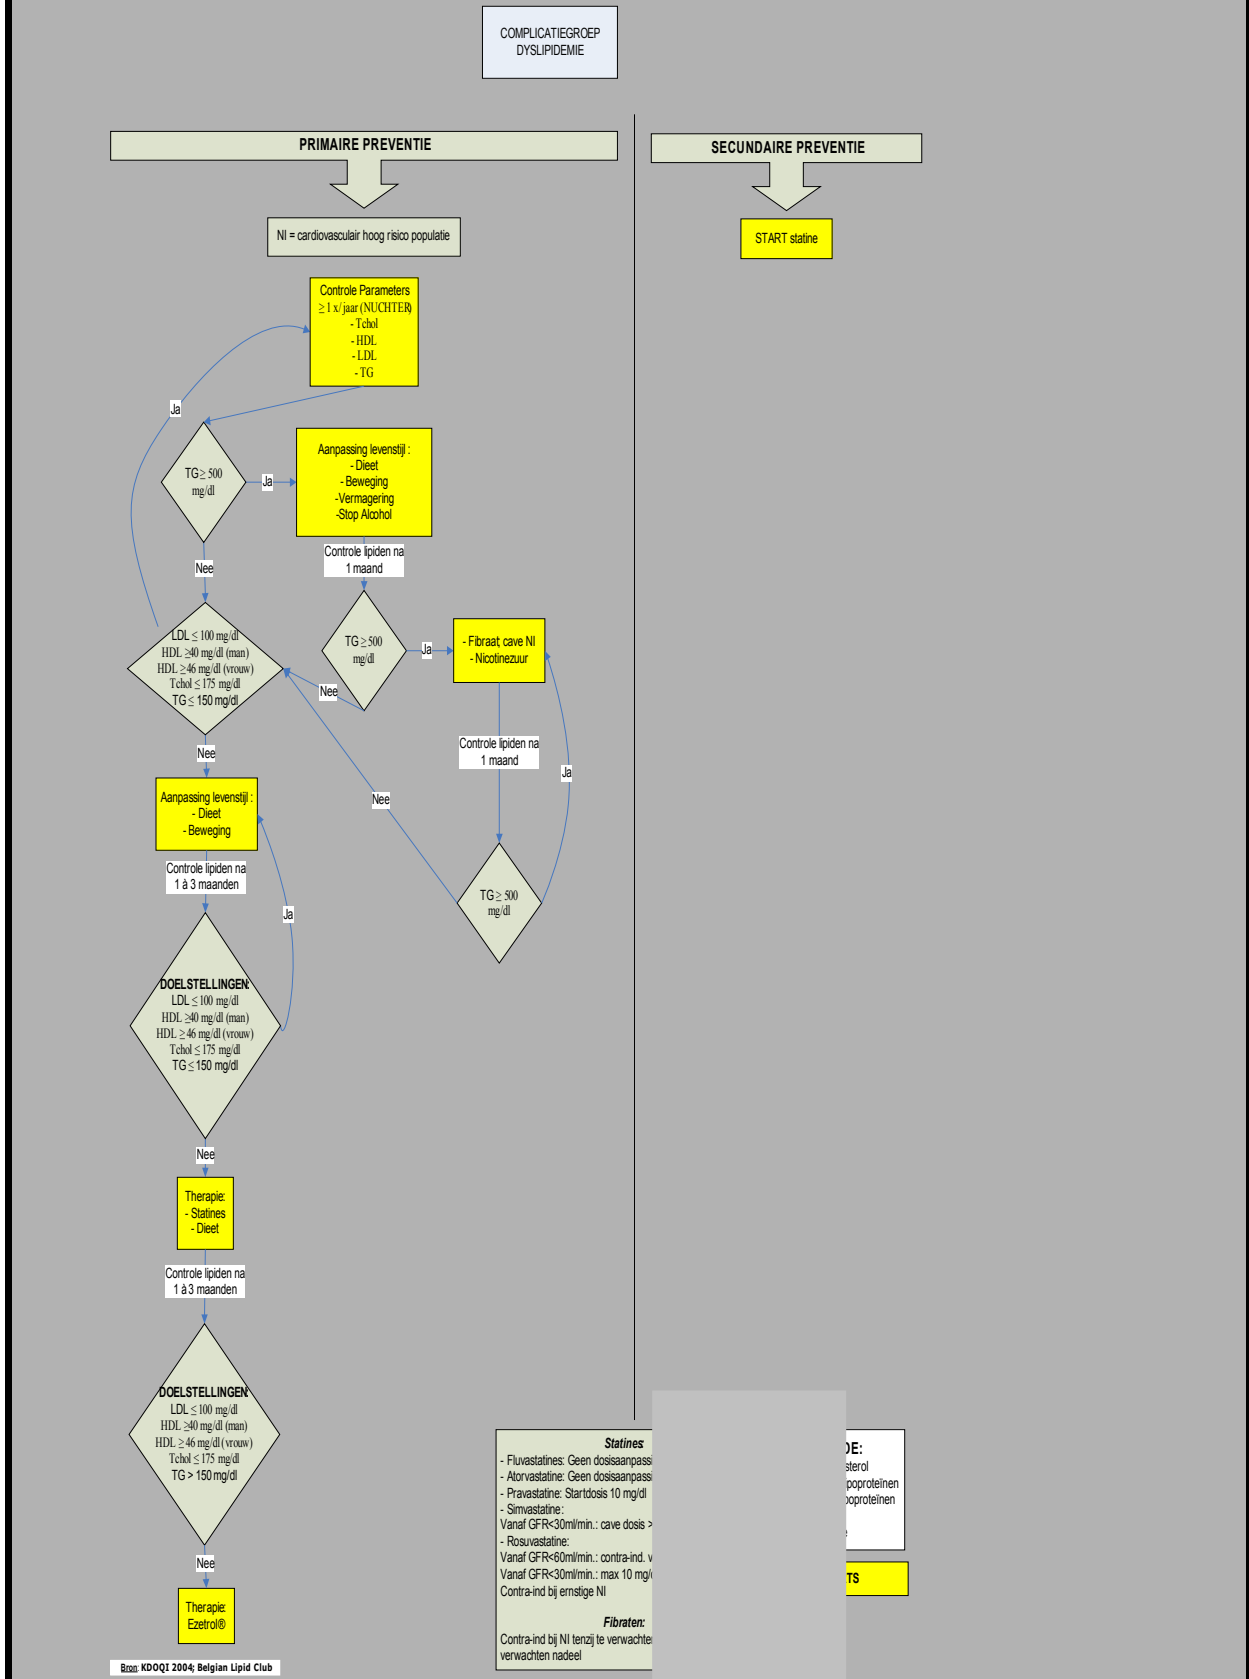 COMPLICATIEGROEP
DYSLIPIDEMIE
PRIMAIRE PREVENTIE
SECUNDAIRE PREVENTIE
NI = cardiovasculair hoog risico populatie
START statine
Controle Parameters
≥ 1 x/ jaar (NUCHTER)
- Tchol
- HDL
- LDL
- TG
Ja
TG ≥ 500
mg/dl
Ja
Aanpassing levenstijl :
- Dieet
- Beweging
-Vermagering
-Stop Alcohol
Nee
Controle lipiden na
1 maand
LDL ≤ 100 mg/dl
HDL ≥40 mg/dl (man)
HDL ≥46 mg/dl (vrouw)
Tchol ≤ 175 mg/dl
TG ≤ 150 mg/dl
TG ≥ 500
mg/dl
Ja
- Fibraat; cave NI
- Nicotinezuur
Nee
Nee
Controle lipiden na
1 maand
Ja
Nee
Aanpassing levenstijl :
- Dieet
- Beweging
Controle lipiden na
1 à 3 maanden
Ja
TG ≥ 500
mg/dl
DOELSTELLINGEN:
LDL ≤ 100 mg/dl
HDL ≥40 mg/dl (man)
HDL ≥ 46 mg/dl (vrouw)
Tchol ≤ 175 mg/dl
TG ≤ 150 mg/dl
Nee
Therapie:
- Statines
- Dieet
Controle lipiden na
1 à 3 maanden
DOELSTELLINGEN:
LDL ≤ 100 mg/dl
HDL ≥40 mg/dl (man)
HDL ≥ 46 mg/dl (vrouw)
Tchol ≤ 175 mg/dl
TG > 150 mg/dl
Nee
Therapie:
Ezetrol®
Bron: KDOQI 2004; Belgian Lipid Club
Statines:
- Fluvastatines: Geen
- Atorvastatine: Geen
- Pravastatine: Startdosis 10 mg/dl
- Simvastatine:
Vanaf GFR<30ml/min.: cave dosis >
- Rosuvastatine:
Vanaf GFR<60ml/min.: contra-ind.
Vanaf GFR<30ml/min.: max 10
Contra-ind bij ernstige NI
Fibraten:
Contra-ind bij NI tenzij te
verwachten nadeel